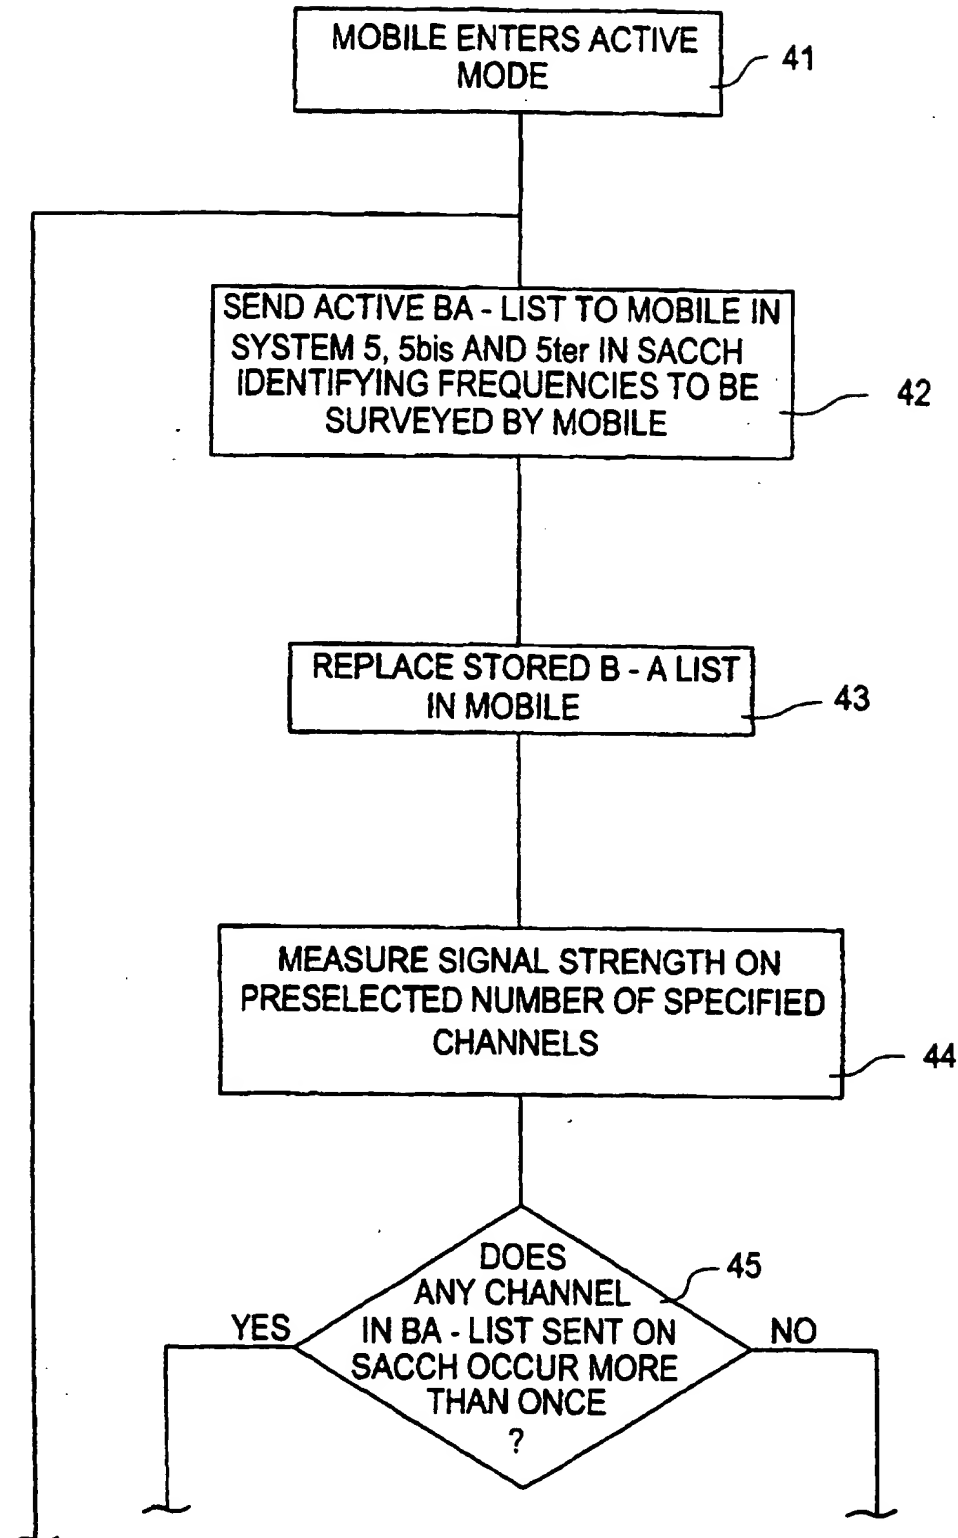 MOBILE ENTERS ACTIVE
MODE
41
SEND ACTIVE BA - LIST TO MOBILE IN
SYSTEM 5, 5bis AND 5ter IN SACCH
IDENTIFYING FREQUENCIES TO BE
SURVEYED BY MOBILE
42
REPLACE STORED B - A LIST
IN MOBILE
43
MEASURE SIGNAL STRENGTH ON
PRESELECTED NUMBER OF SPECIFIED
CHANNELS
44
DOES
ANY CHANNEL
IN BA - LIST SENT ON
SACCH OCCUR MORE
THAN ONCE
?
45
YES
NO